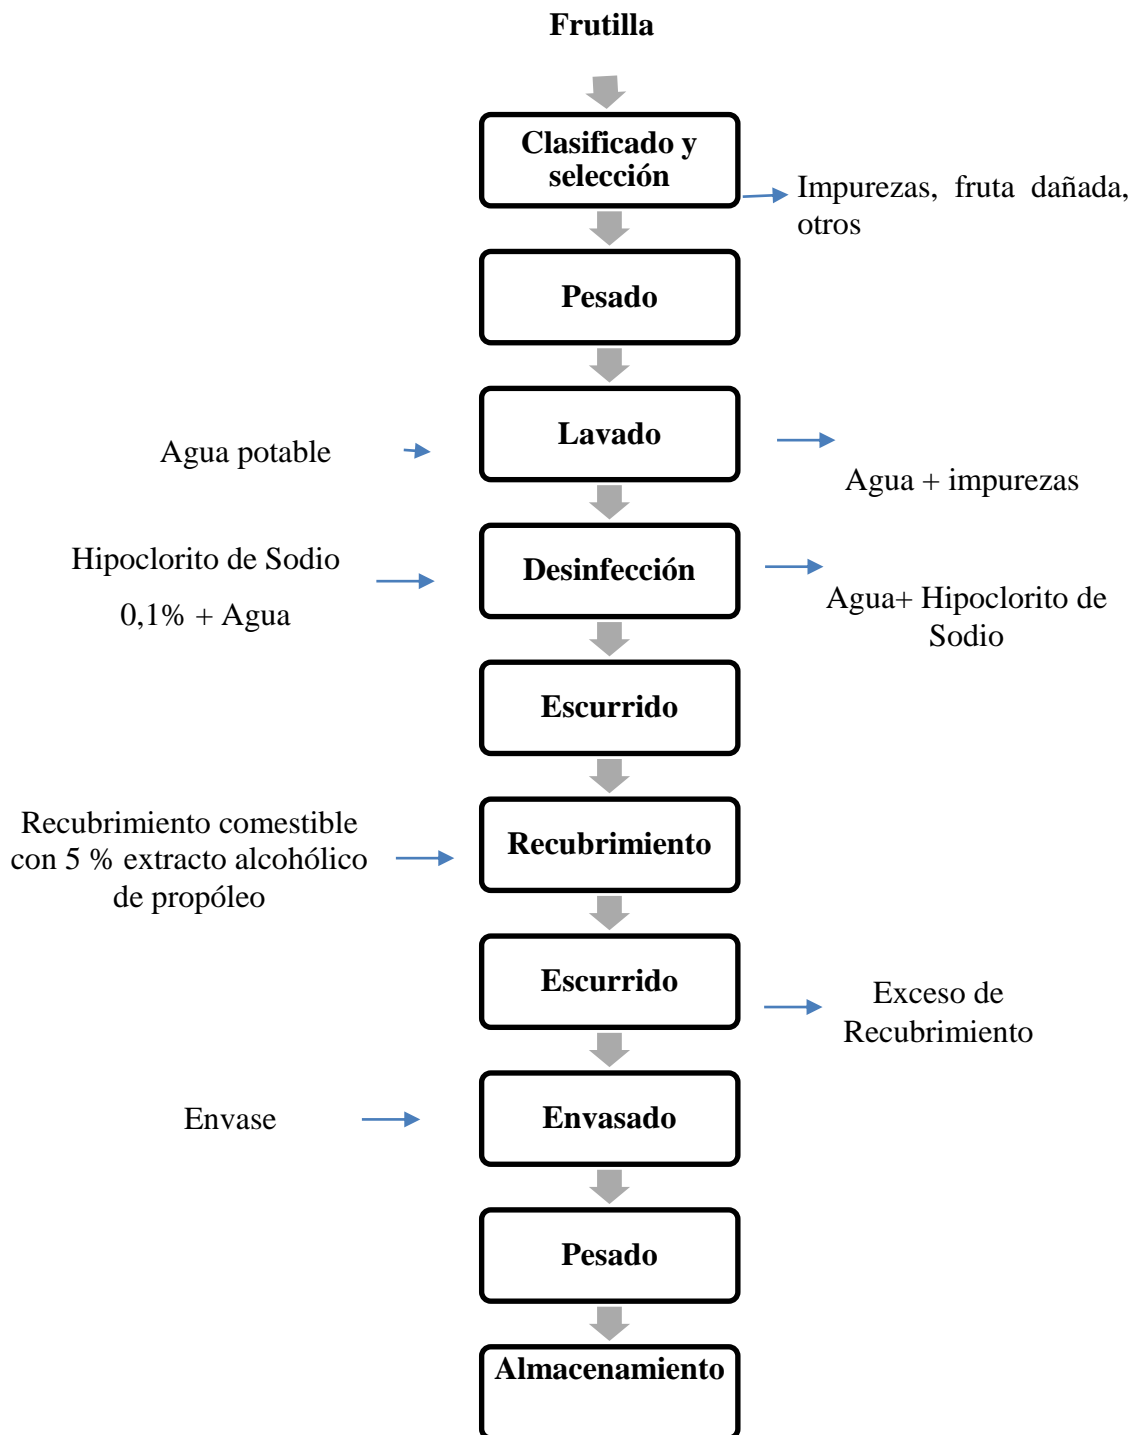 Frutilla
Clasificado y
selección
Impurezas, fruta dañada,
otros
Pesado
Lavado
Agua potable
Agua + impurezas
Hipoclorito de Sodio
0,1% + Agua
Desinfección
Agua+ Hipoclorito de
Sodio
Escurrido
Recubrimiento comestible
con 5 % extracto alcohólico
de propóleo
Recubrimiento
Escurrido
Exceso de
Recubrimiento
Envase
Envasado
Pesado
Almacenamiento